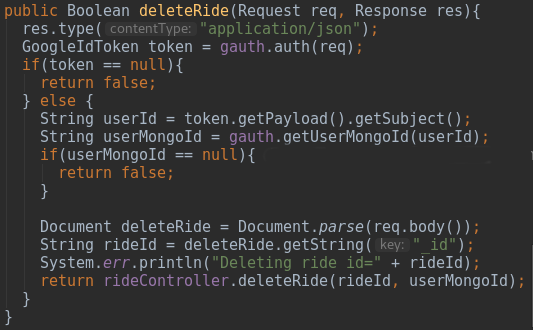 public Boolean deleteRide(Request req, Response res){
res.type( contentType: "application/json");
GoogleIdToken token = gauth.auth(req);
if(token == null){
return false;
} else {
String userId = token.getPayload().getSubject();
String userMongoId = gauth.getUserMongoId(userId);
if(userMongoId == null){
return false;
}
Document deleteRide = Document.parse(req.body());
String rideId = deleteRide.getString( key: "_id");
System.err.println("Deleting ride id=" + rideId);
return rideController.deleteRide(rideId, userMongoId);
}
}